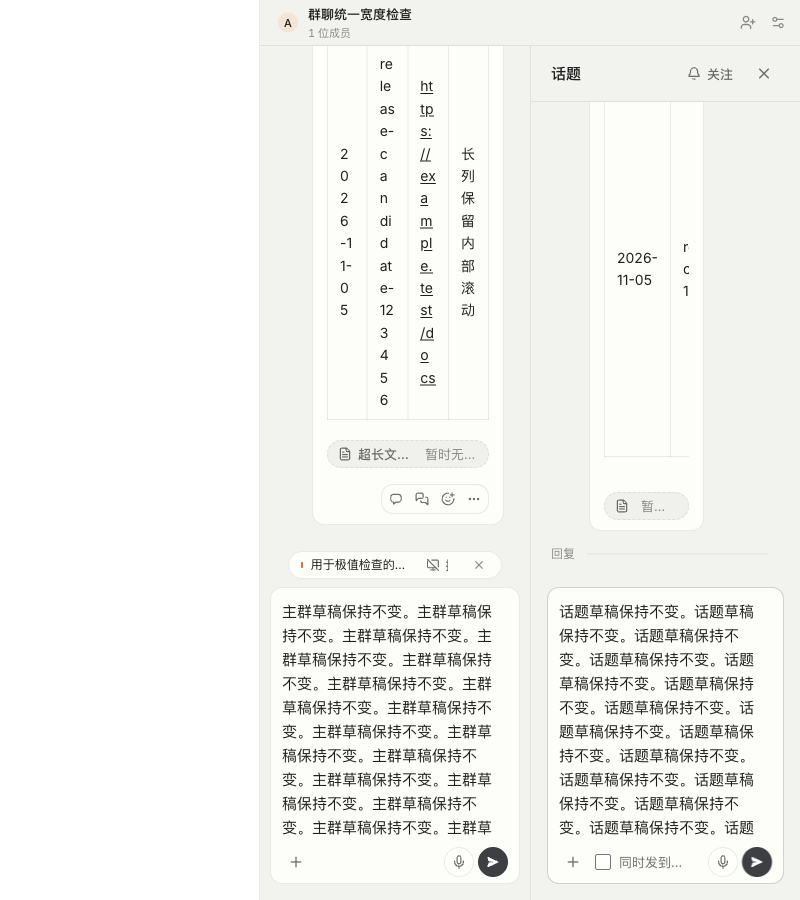 A
群聊统一宽度检查
1 位成员
2
0
2
6
-1
1-
0
5
re
le
as
e-
c
a
n
di
d
at
e-
12
3
4
5
6
ht
tp
s:
//
ex
a
m
pl
e.
te
st
/d
o
cs
长
列
保
留
内
部
滚
动
超长文... 暂时无...
用于极值检查的...
主群草稿保持不变。主群草稿保
持不变。主群草稿保持不变。主
群草稿保持不变。主群草稿保持
不变。主群草稿保持不变。主群
草稿保持不变。主群草稿保持不
变。主群草稿保持不变。主群草
稿保持不变。主群草稿保持不
变。主群草稿保持不变。主群草
稿保持不变。主群草稿保持不
变。主群草稿保持不变。主群草
话题
关注
2026-
11-05
暂...
回复
话题草稿保持不变。话题草稿
保持不变。话题草稿保持不
变。话题草稿保持不变。话题
草稿保持不变。话题草稿保持
不变。话题草稿保持不变。话
题草稿保持不变。话题草稿保
持不变。话题草稿保持不变。
话题草稿保持不变。话题草稿
保持不变。话题草稿保持不
变。话题草稿保持不变。话题
同时发到...